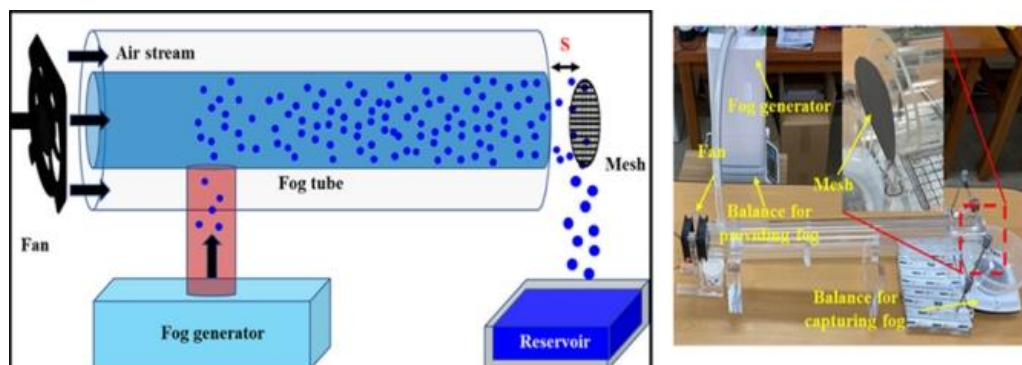 Air stream
S
Fog tube
Mesh
Fan
Fog generator
Reservoir
Fog generator
Fan
Mesh
Balance for
providing fog
Balance for
capturing fog